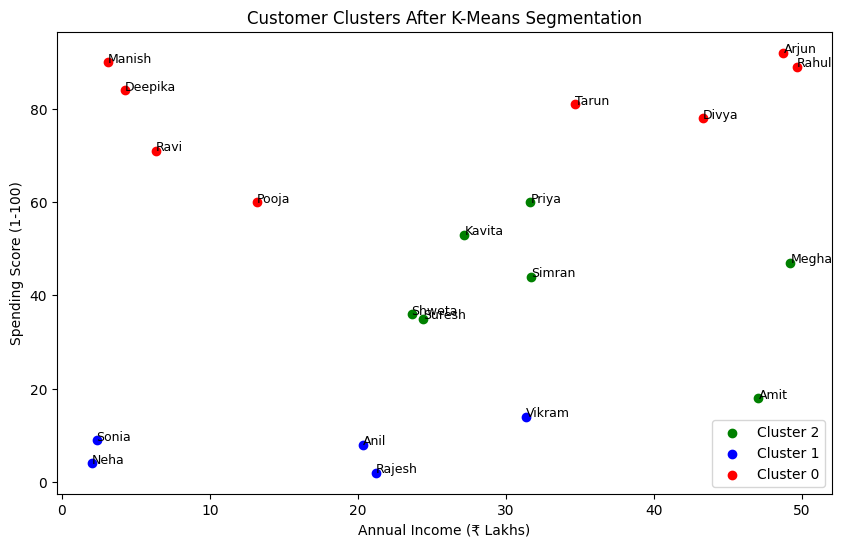 Customer Clusters After K-Means Segmentation
Manish
Arjun
Rahul
Deepika
Tarun
Divya
Ravi
Pooja
Priya
Kavita
Megha
Simran
Shweta
Suresh
Amit
Vikram
Sonia
Anil
Neha
Rajesh
80
60
40
20
0
Spending Score (1-100)
Cluster 2
Cluster 1
Cluster 0
0 10 20 30 40 50
Annual Income (₹ Lakhs)